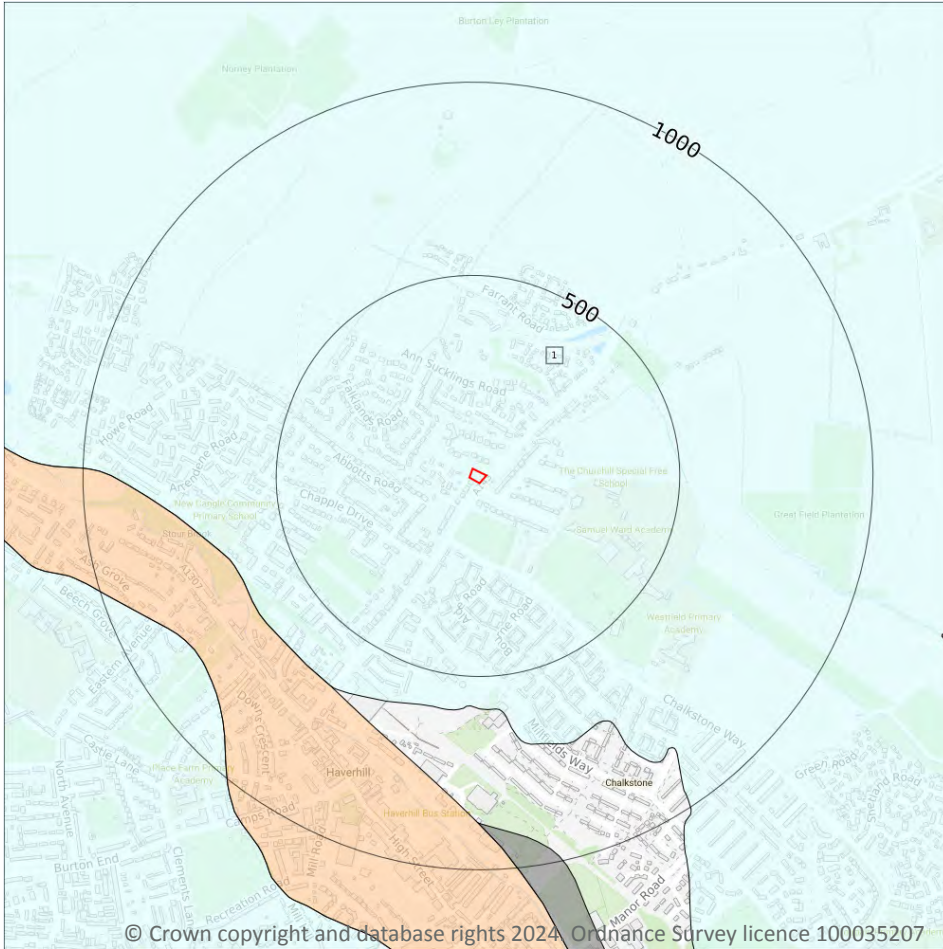 Burton Ley Plantation
Norney Plantation
1000
500
Farrant Road
1
Ann Sucklings Road
Falklands Road
Howe Road
Arrendene Road
Abbotts Road
Chapple Drive
The Churchill Special Free
School
Samuel Ward Academy
Great Field Plantation
New Cangle Community
Primary School
Stour Brook
A1307
Ash Grove
Beech Grove
Eastern Avenue
Road
Road
Westfield Primary
Academy
Chalkstone Way
Millfields Way
Chalkstone
Downs Crescent
Castle Lane
North Avenue
Place Farm Primary
Academy
Haverhill
Haverhill Bus Station
Camps Road
High Street
Mill Road
Green Road
Shetland Road
Burton End
Clements Lane
Recreation Road
Manor Road
© Crown copyright and database rights 2024. Ordnance Survey licence 100035207